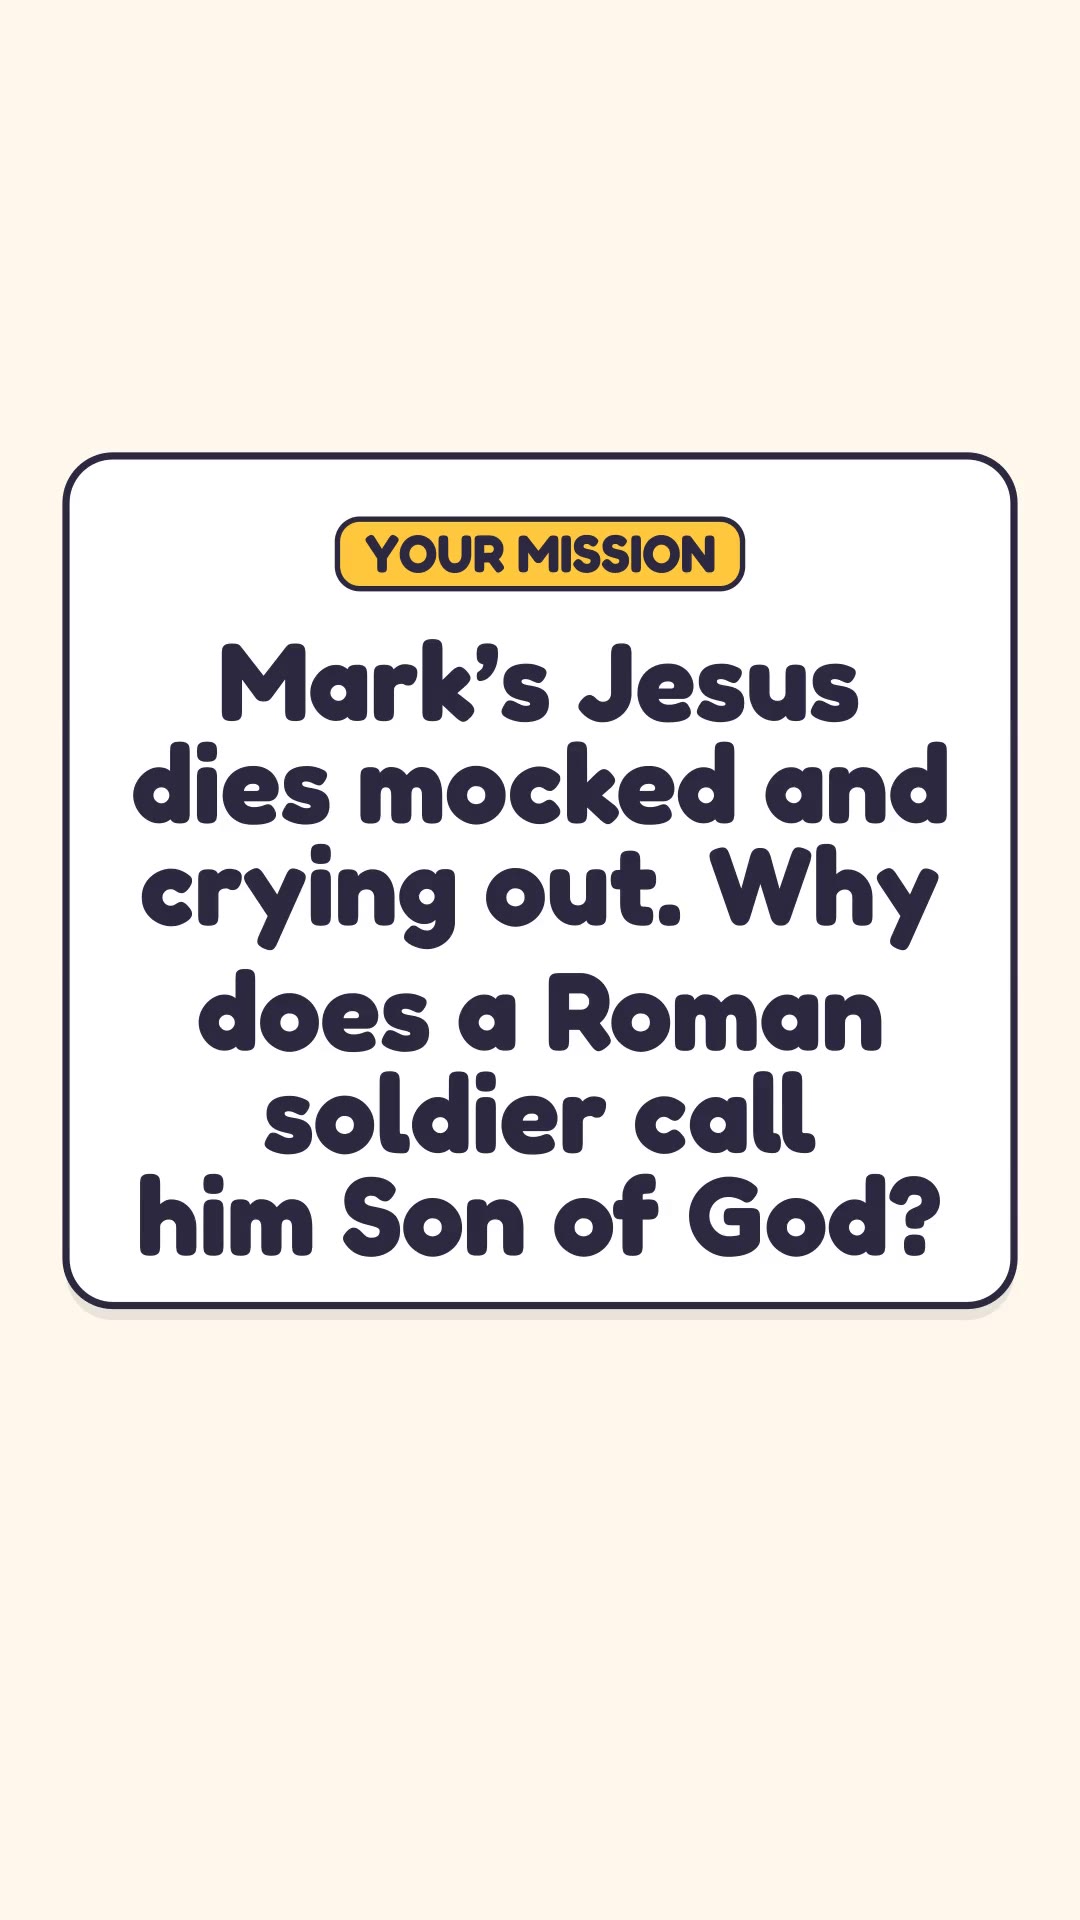 YOUR MISSION
Mark’s Jesus
dies mocked and
crying out. Why
does a Roman
soldier call
him Son of God?